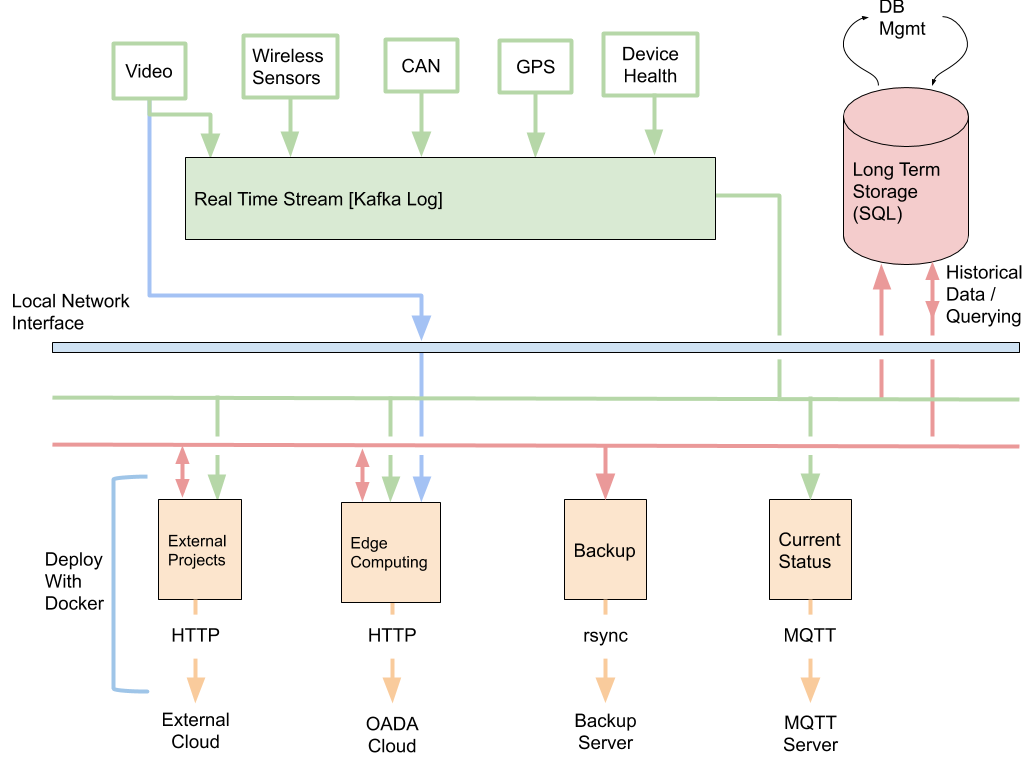 DB
Mgmt
Video
Wireless
Sensors
CAN
GPS
Device
Health
Real Time Stream [Kafka Log]
Long Term
Storage
(SQL)
Historical
Data /
Querying
Local Network
Interface
Deploy
With
Docker
External
Projects
Edge
Computing
Backup
Current
Status
HTTP
HTTP
rsync
MQTT
External
Cloud
OADA
Cloud
Backup
Server
MQTT
Server